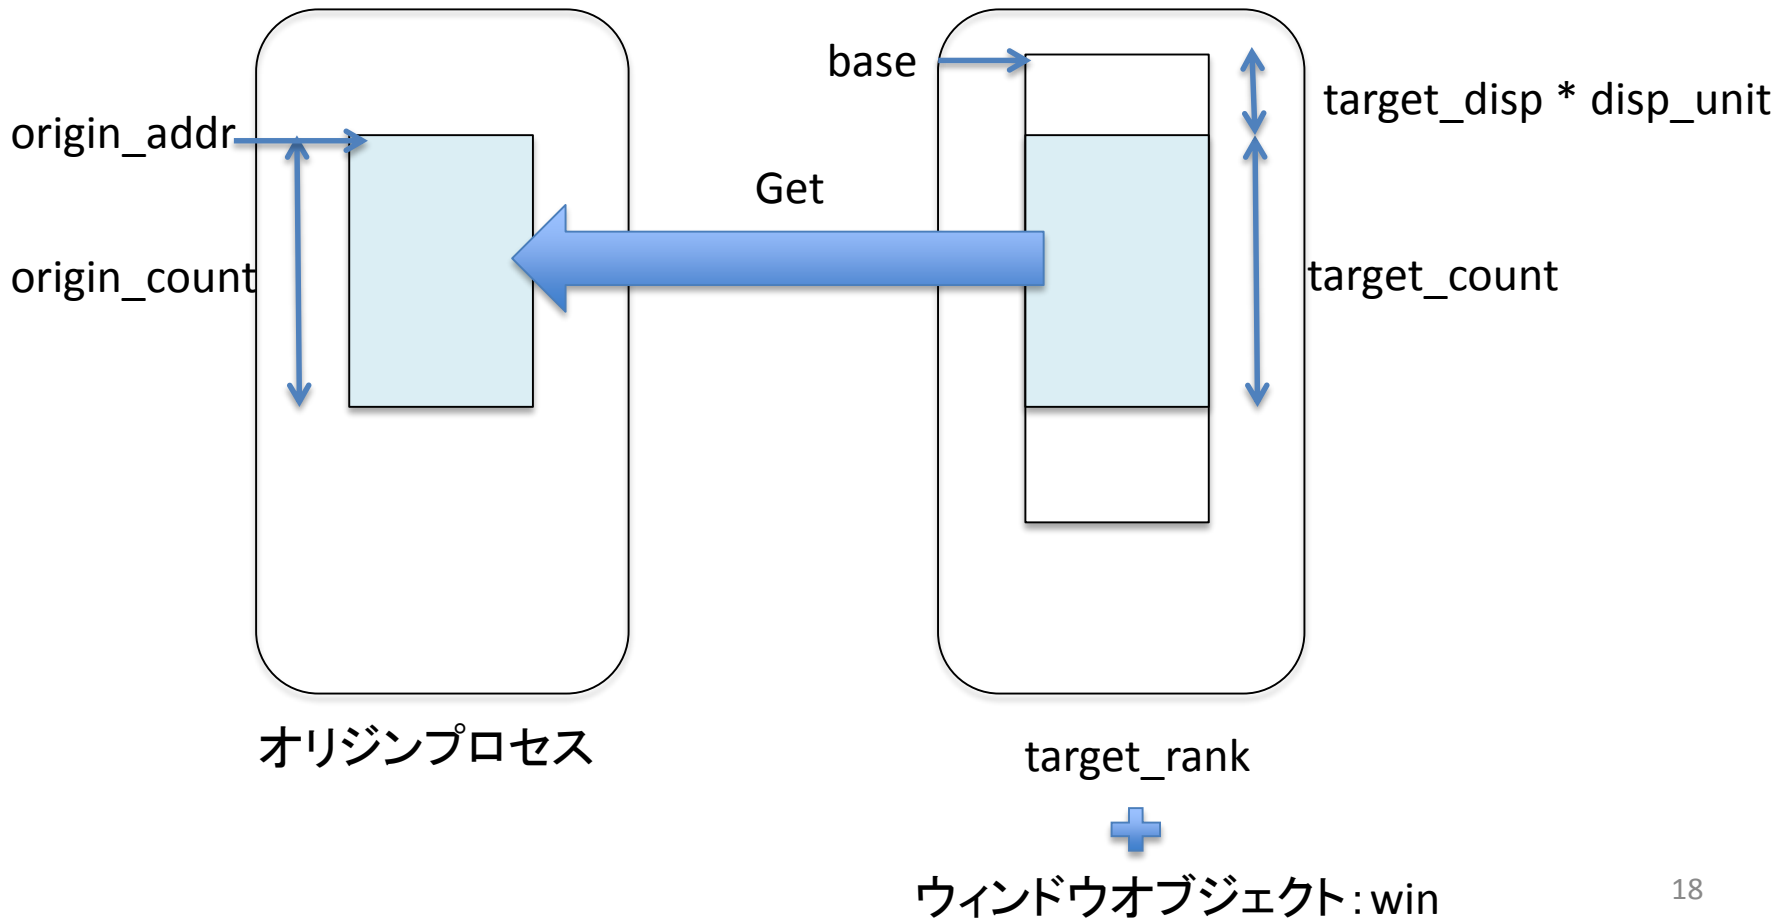 base
target_disp * disp_unit
origin_addr
Get
origin_count
target_count
オリジンプロセス
target_rank
ウィンドウオブジェクト:win
18